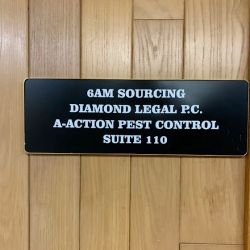 6AM SOURCING
DIAMOND LEGAL P.C.
A-ACTION PEST CONTROL
SUITE 110